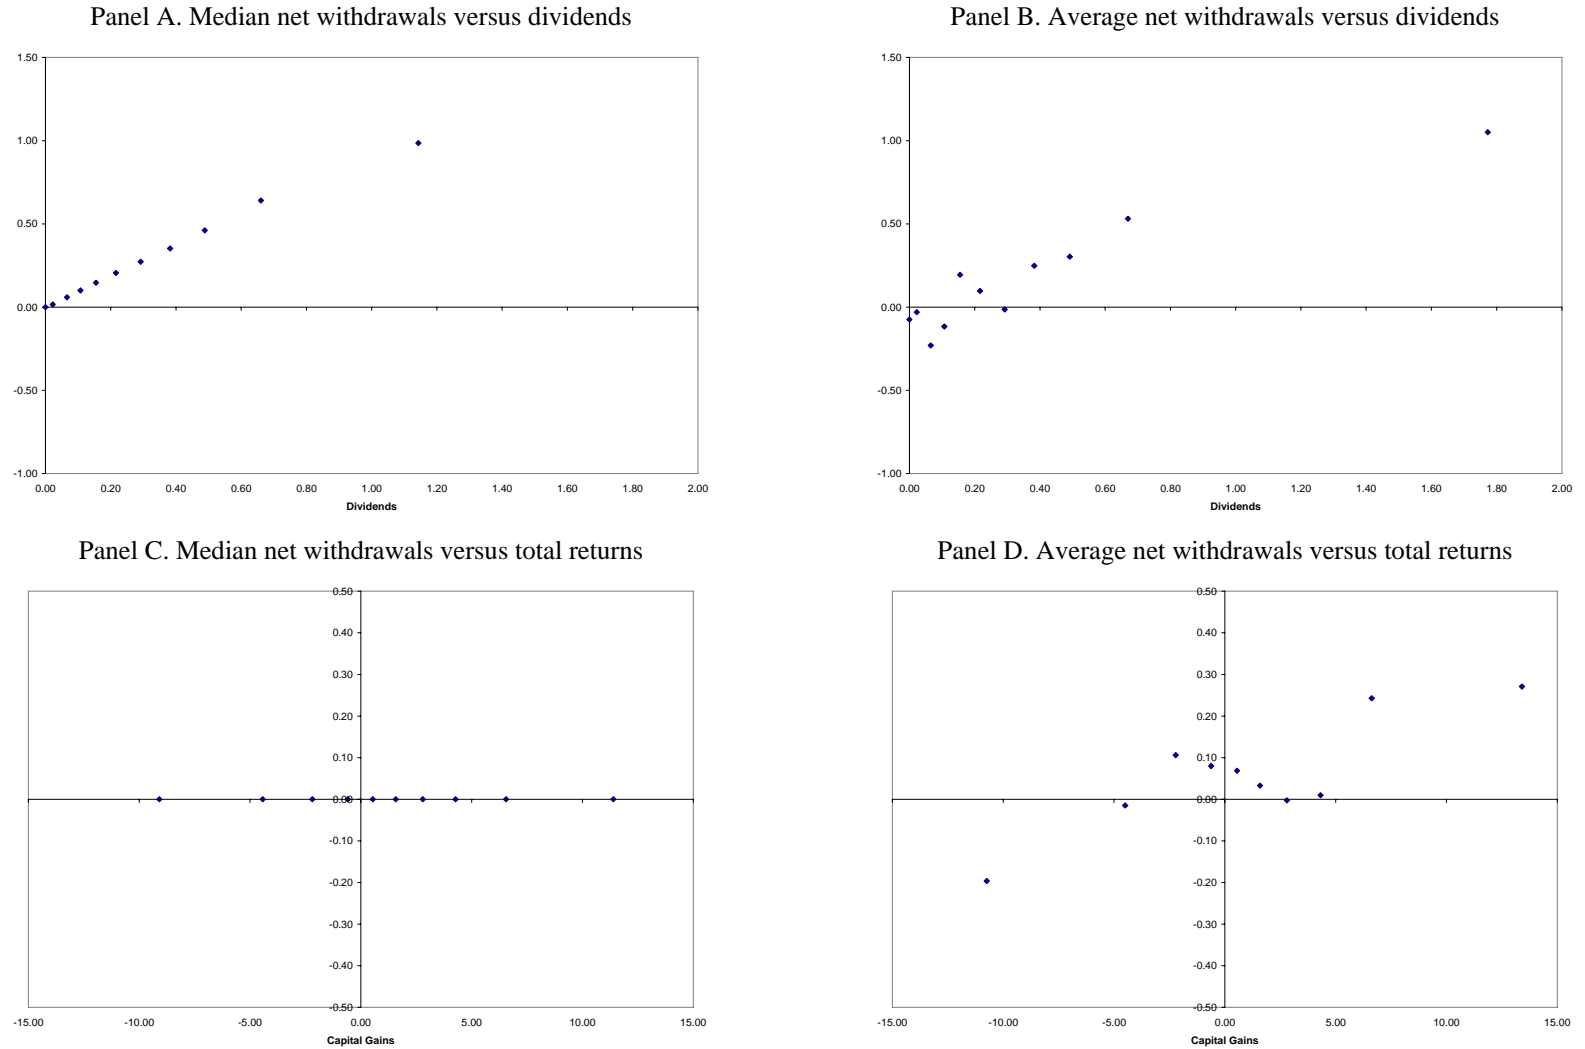 Panel A. Median net withdrawals versus dividends
1.50
1.00
0.50
0.00
-0.50
-1.00
0.00 0.20 0.40 0.60 0.80 1.00 1.20 1.40 1.60 1.80 2.00
Dividends
Panel B. Average net withdrawals versus dividends
1.50
1.00
0.50
0.00
-0.50
-1.00
0.00 0.20 0.40 0.60 0.80 1.00 1.20 1.40 1.60 1.80 2.00
Dividends
Panel C. Median net withdrawals versus total returns
0.50
0.40
0.30
0.20
0.10
0.00
-0.10
-0.20
-0.30
-0.40
-0.50
-15.00 -10.00 -5.00 0.00 5.00 10.00 15.00
Capital Gains
Panel D. Average net withdrawals versus total returns
0.50
0.40
0.30
0.20
0.10
0.00
-0.10
-0.20
-0.30
-0.40
-0.50
-15.00 -10.00 -5.00 0.00 5.00 10.00 15.00
Capital Gains